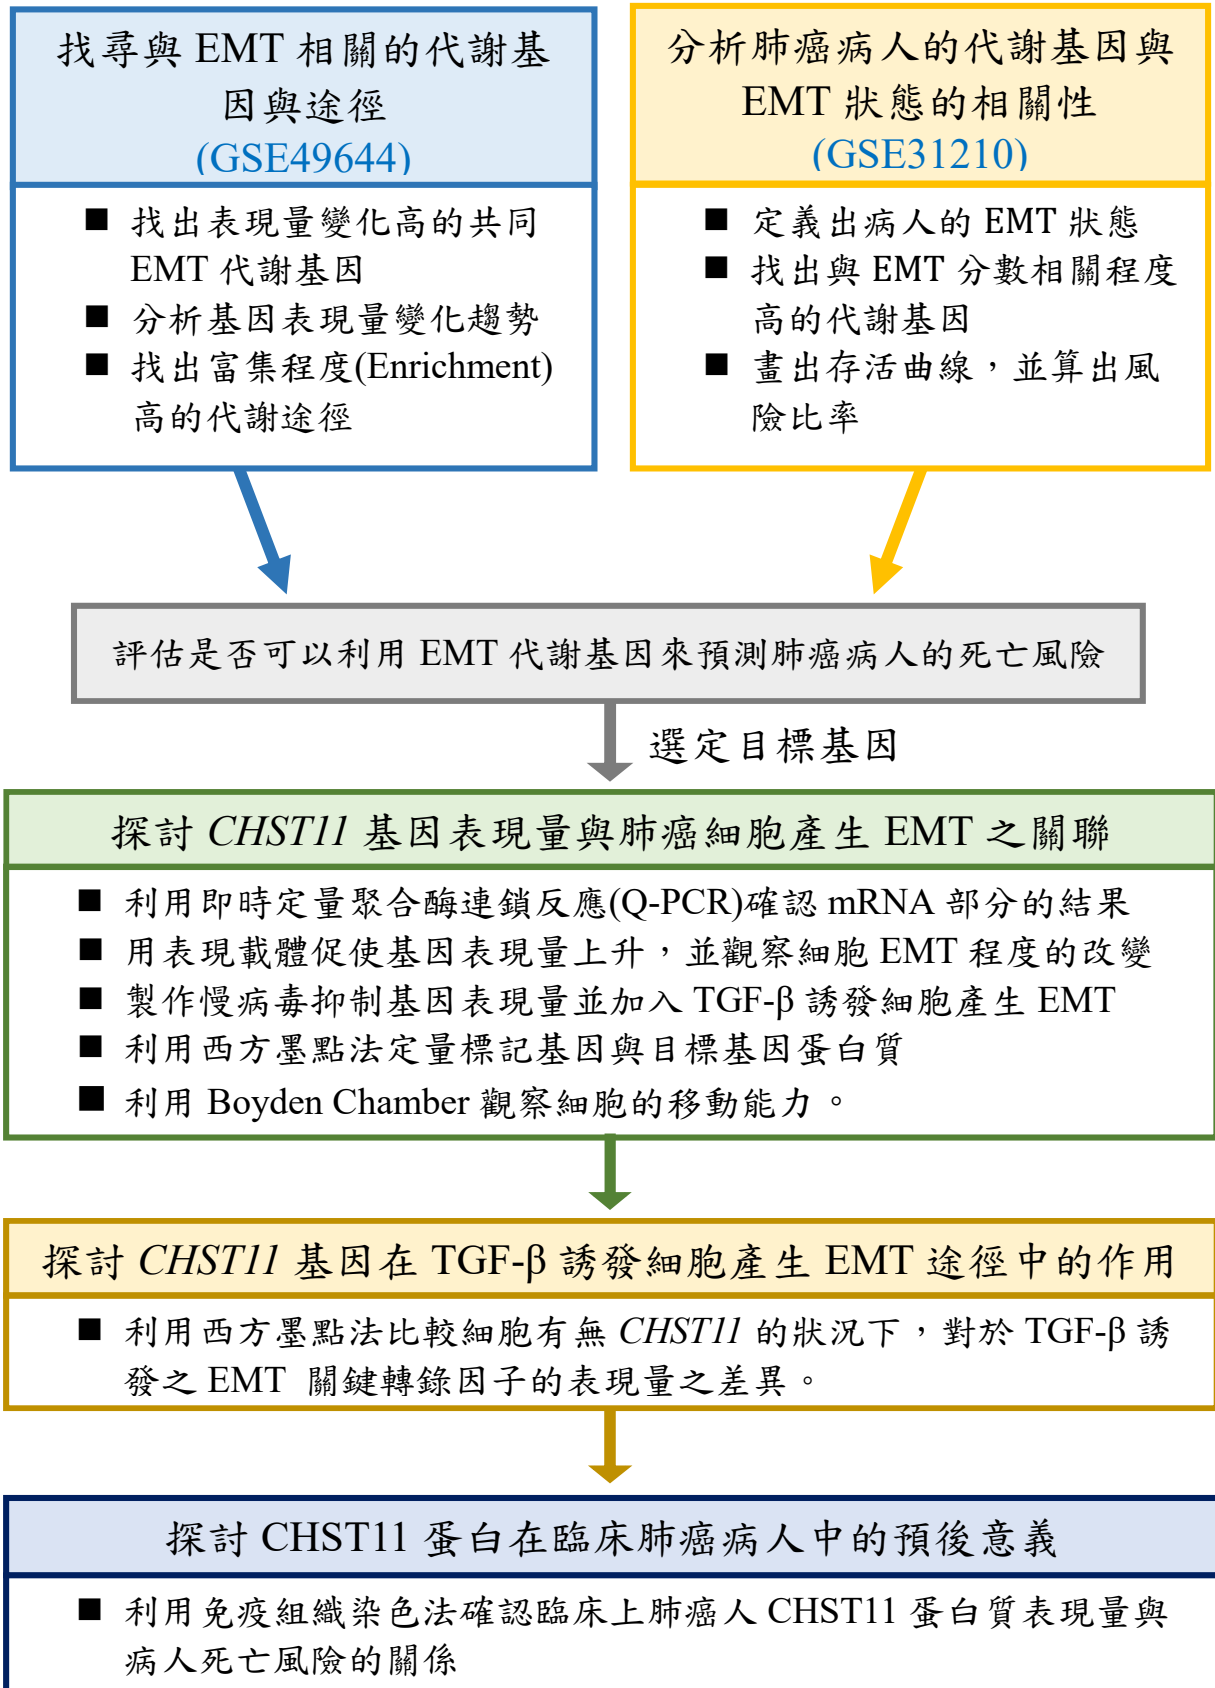 找尋與 EMT 相關的代謝基
因與途徑
(GSE49644)
■ 找出表現量變化高的共同
EMT 代謝基因
■ 分析基因表現量變化趨勢
■ 找出富集程度(Enrichment)
高的代謝途徑
分析肺癌病人的代謝基因與
EMT 狀態的相關性
(GSE31210)
■ 定義出病人的 EMT 狀態
■ 找出與 EMT 分數相關程度
高的代謝基因
■ 畫出存活曲線，並算出風
險比率
評估是否可以利用 EMT 代謝基因來預測肺癌病人的死亡風險
選定目標基因
探討 CHST11 基因表現量與肺癌細胞產生 EMT 之關聯
■ 利用即時定量聚合酶連鎖反應(Q-PCR)確認 mRNA 部分的結果
■ 用表現載體促使基因表現量上升，並觀察細胞 EMT 程度的改變
■ 製作慢病毒抑制基因表現量並加入 TGF-β 誘發細胞產生 EMT
■ 利用西方墨點法定量標記基因與目標基因蛋白質
■ 利用 Boyden Chamber 觀察細胞的移動能力。
探討 CHST11 基因在 TGF-β 誘發細胞產生 EMT 途徑中的作用
■ 利用西方墨點法比較細胞有無 CHST11 的狀況下，對於 TGF-β 誘
發之 EMT 關鍵轉錄因子的表現量之差異。
探討 CHST11 蛋白在臨床肺癌病人中的預後意義
■ 利用免疫組織染色法確認臨床上肺癌人 CHST11 蛋白質表現量與
病人死亡風險的關係